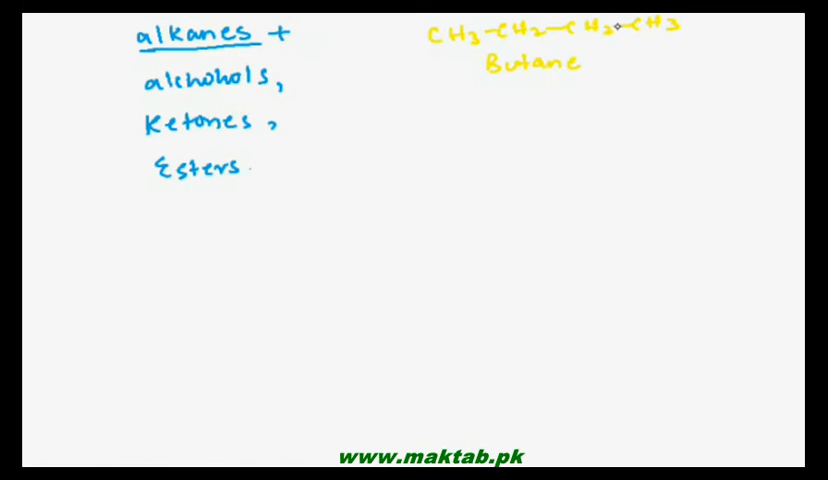 alkanes +
alchohols,
Ketones,
Esters.
CH3-CH2-CH2-CH3
Butane
www.maktab.pk